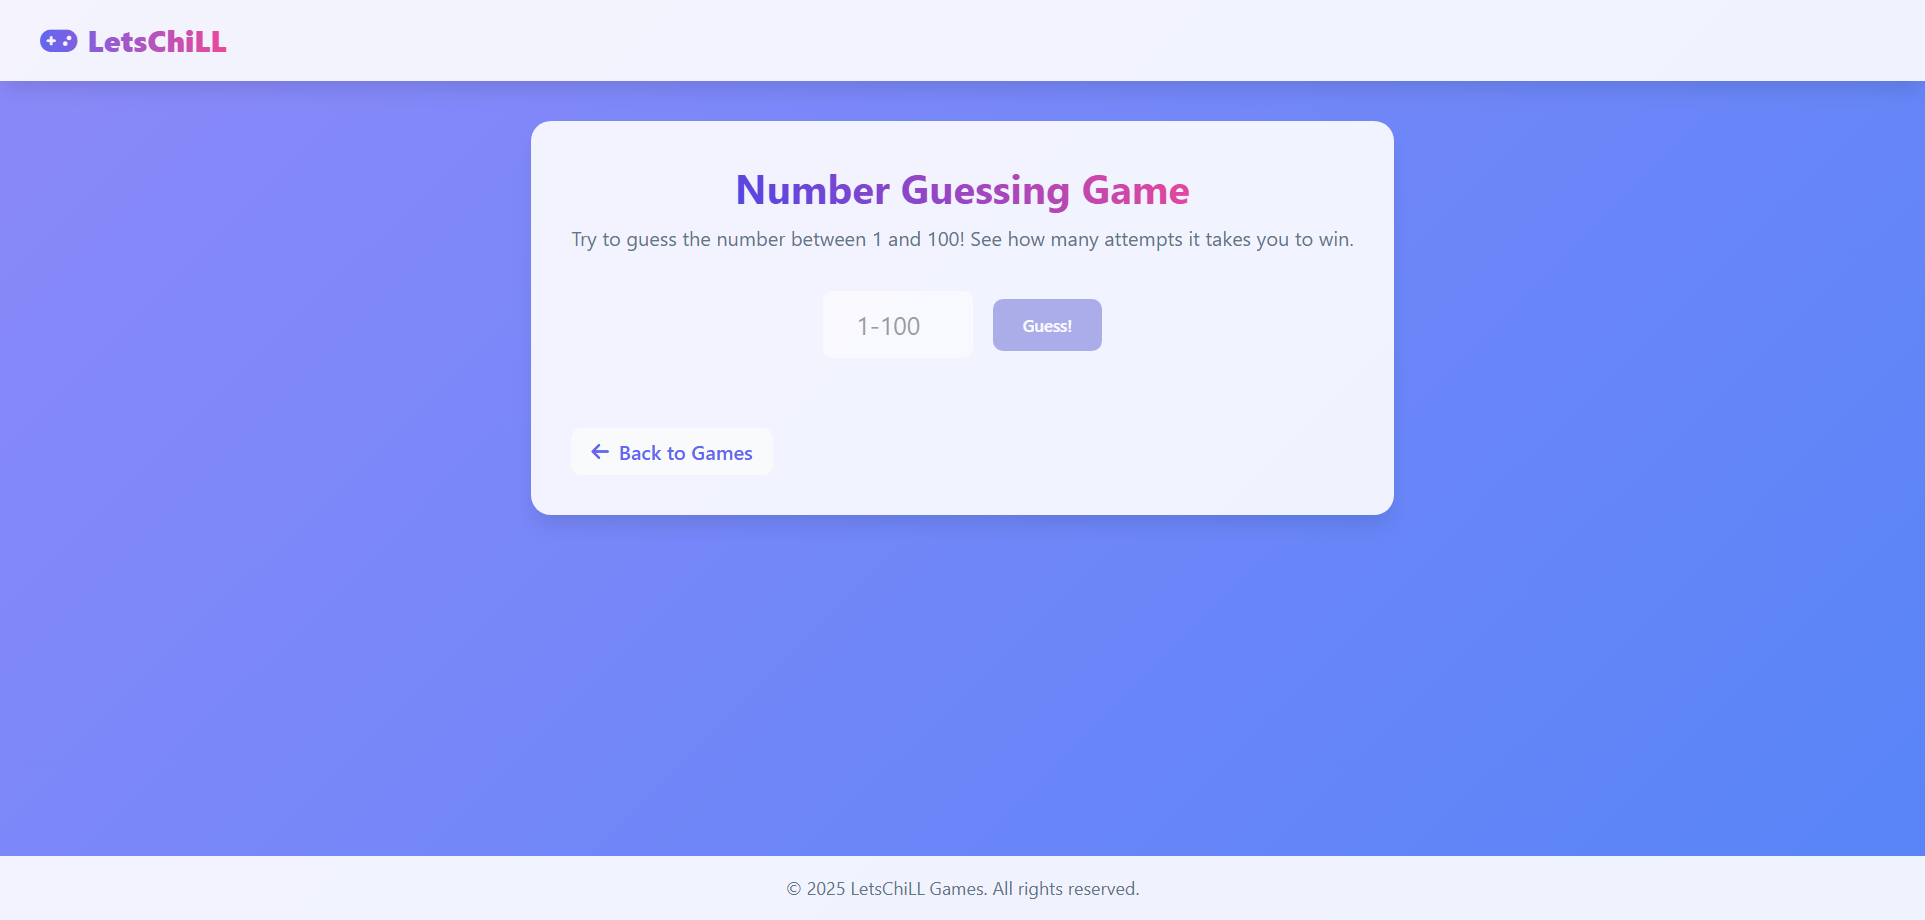 LetsChiLL
Number Guessing Game
Try to guess the number between 1 and 100! See how many attempts it takes you to win.
1-100
Guess!
Back to Games
© 2025 LetsChiLL Games. All rights reserved.